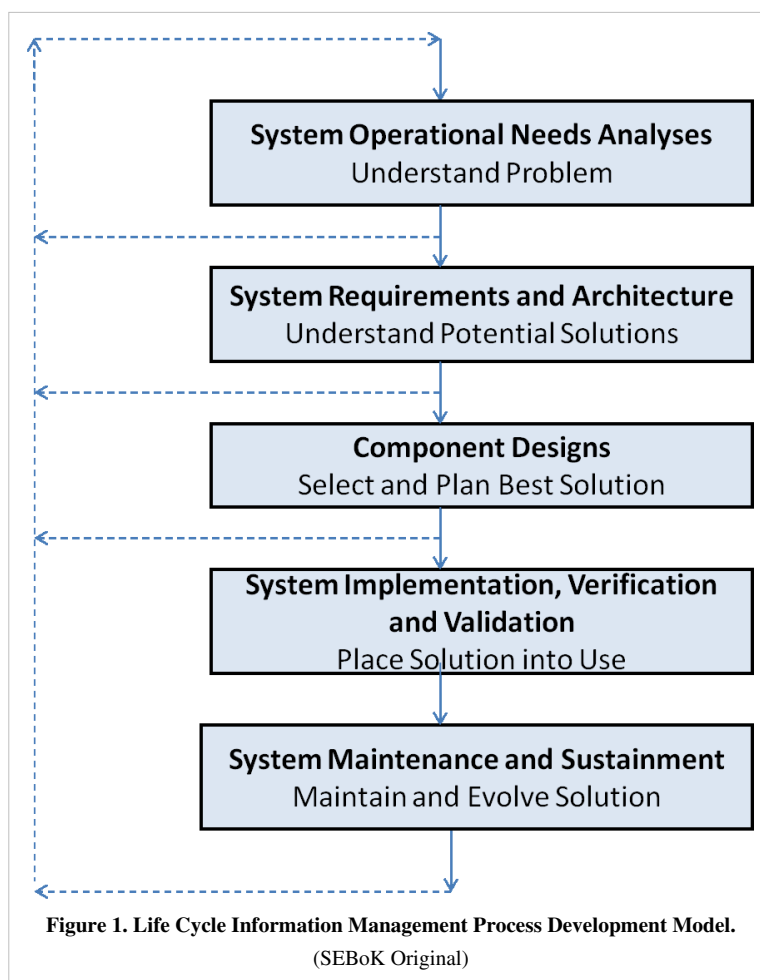 System Operational Needs Analyses
Understand Problem
System Requirements and Architecture
Understand Potential Solutions
Component Designs
Select and Plan Best Solution
System Implementation, Verification
and Validation
Place Solution into Use
System Maintenance and Sustainment
Maintain and Evolve Solution
Figure 1. Life Cycle Information Management Process Development Model.
(SEBoK Original)